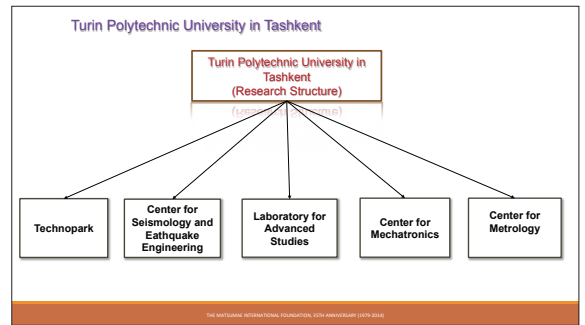 Turin Polytechnic University in Tashkent
Turin Polytechnic University in
Tashkent
(Research Structure)
Technopark
Center for
Seismology and
Eathquake
Engineering
Laboratory for
Advanced
Studies
Center for
Mechatronics
Center for
Metrology
THE MATSUMAE INTERNATIONAL FOUNDATION, 35TH ANNIVERSARY (1979-2014)